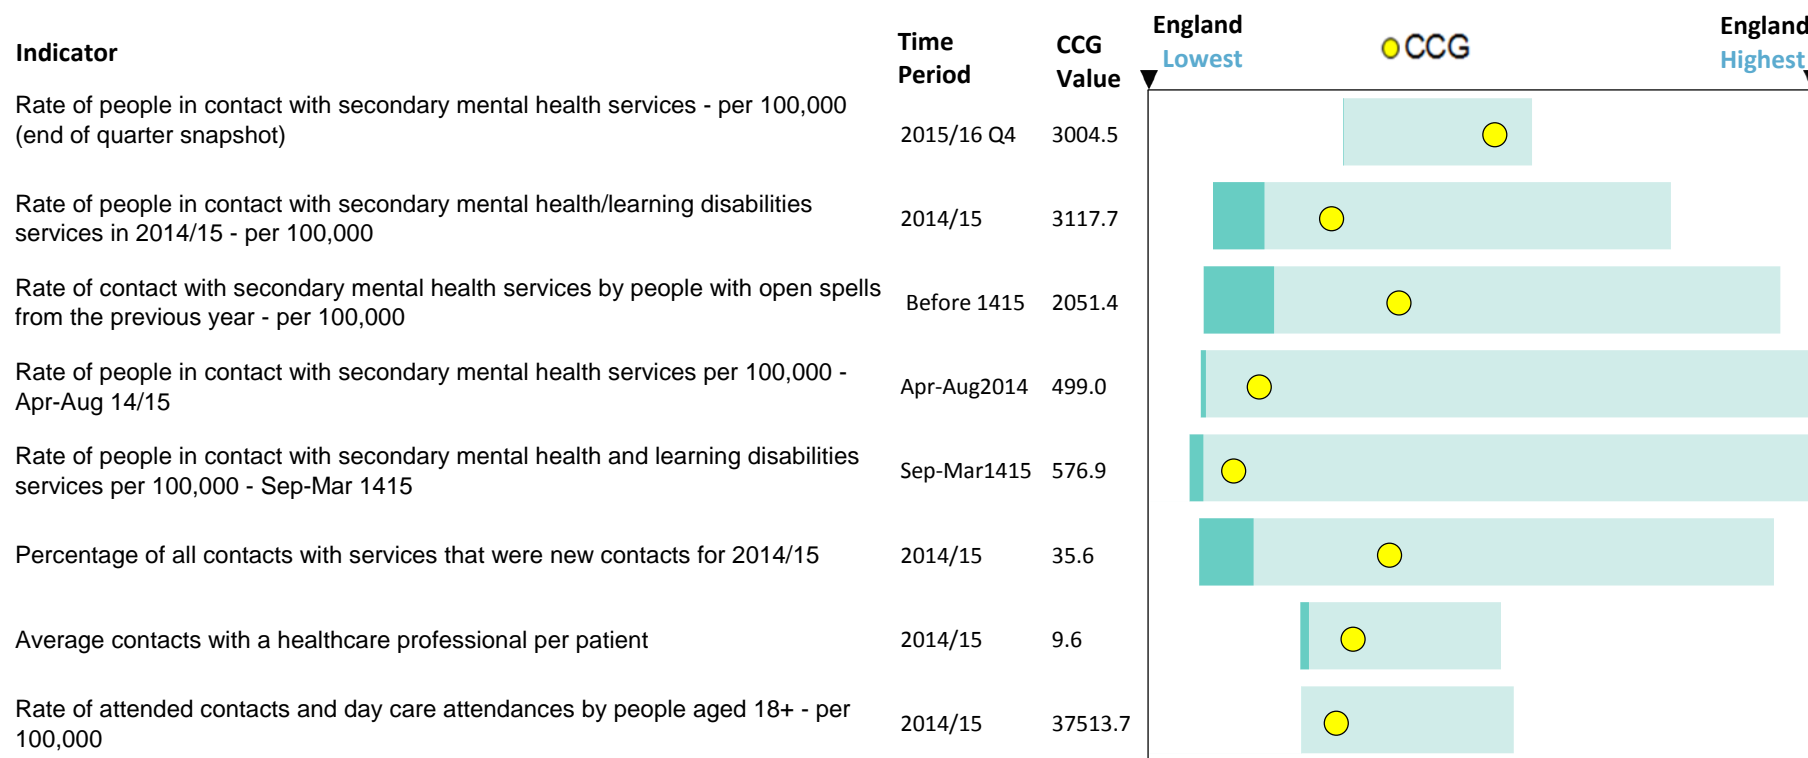 Indicator
Time Period
CCG Value
England Lowest
CCG
England Highest
Rate of people in contact with secondary mental health services - per 100,000
(end of quarter snapshot)
2015/16 Q4 3004.5
Rate of people in contact with secondary mental health/learning disabilities
services in 2014/15 - per 100,000
2014/15 3117.7
Rate of contact with secondary mental health services by people with open spells
from the previous year - per 100,000
Before 1415 2051.4
Rate of people in contact with secondary mental health services per 100,000 -
Apr-Aug 14/15
Apr-Aug2014 499.0
Rate of people in contact with secondary mental health and learning disabilities
services per 100,000 - Sep-Mar 1415
Sep-Mar1415 576.9
Percentage of all contacts with services that were new contacts for 2014/15
2014/15 35.6
Average contacts with a healthcare professional per patient
2014/15 9.6
Rate of attended contacts and day care attendances by people aged 18+ - per
100,000
2014/15 37513.7